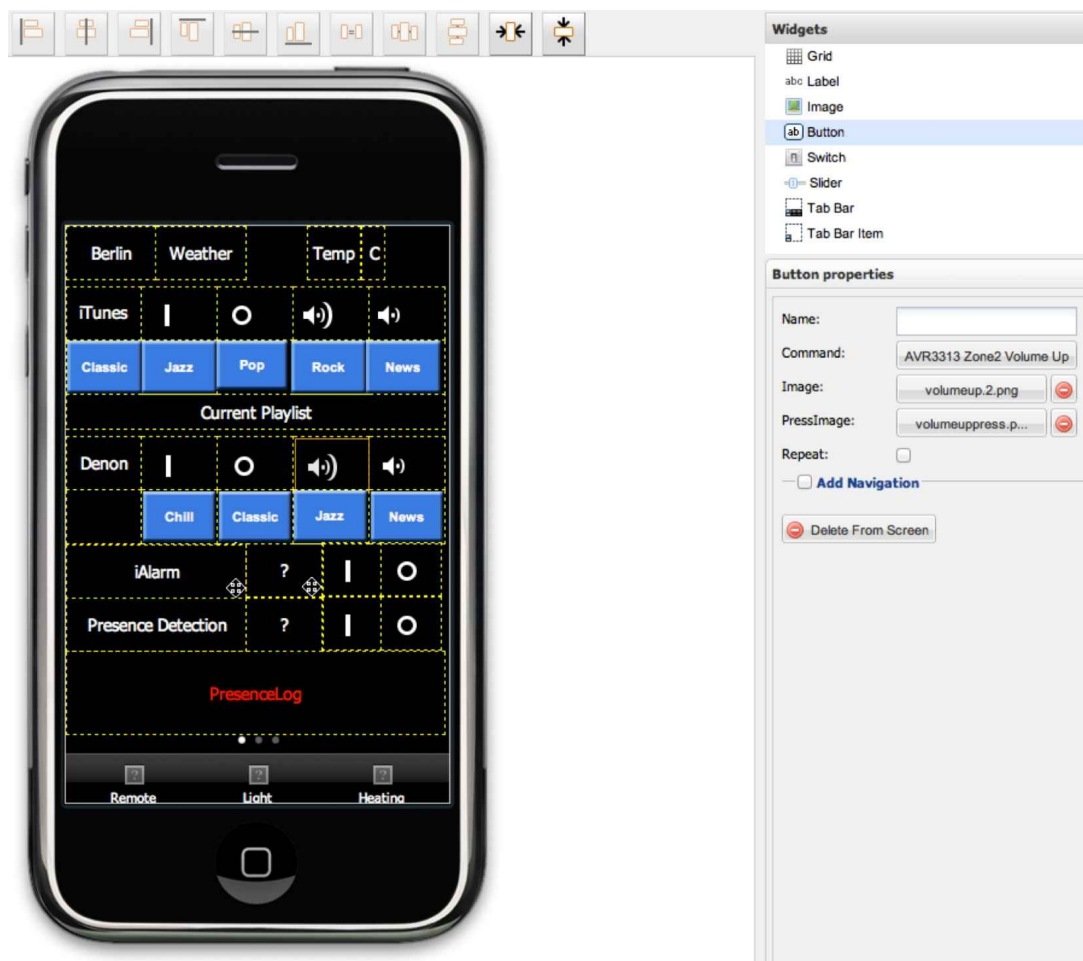 Widgets
Grid
abc Label
Image
ab Button
Switch
Slider
Tab Bar
Tab Bar Item
Berlin Weather Temp C
iTunes
Classic Jazz Pop Rock News
Current Playlist
Denon
Chill Classic Jazz News
iAlarm ?
Presence Detection ?
PresenceLog
? ? ?
Remote Light Heating
Button properties
Name:
Command: AVR3313 Zone2 Volume Up
Image: volumeup.2.png
PressImage: volumeuppress.p...
Repeat:
Add Navigation
Delete From Screen